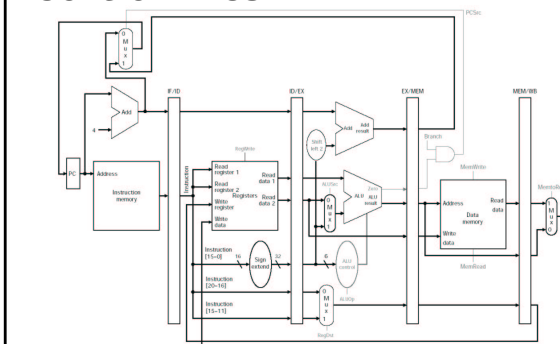 PCSrc
0
M
u
x
1
IF/ID
ID/EX
EX/MEM
MEM/WB
Add
4
Add
Add
result
Shift
left 2
Branch
RegWrite
PC
Address
Instruction
memory
Instruction
Read
register 1
Read
register 2
Registers
Write
register
Write
data
Read
data 1
Read
data 2
ALUSrc
0
M
u
x
1
Zero
ALU
ALU
result
MemWrite
Address
Read
data
Data
memory
Write
data
MemRead
1
M
u
x
0
Instruction
[15–0]
16
Sign
extend
32
6
ALU
control
Instruction
[20–16]
ALUOp
Instruction
[15–11]
0
M
u
x
1
RegDst